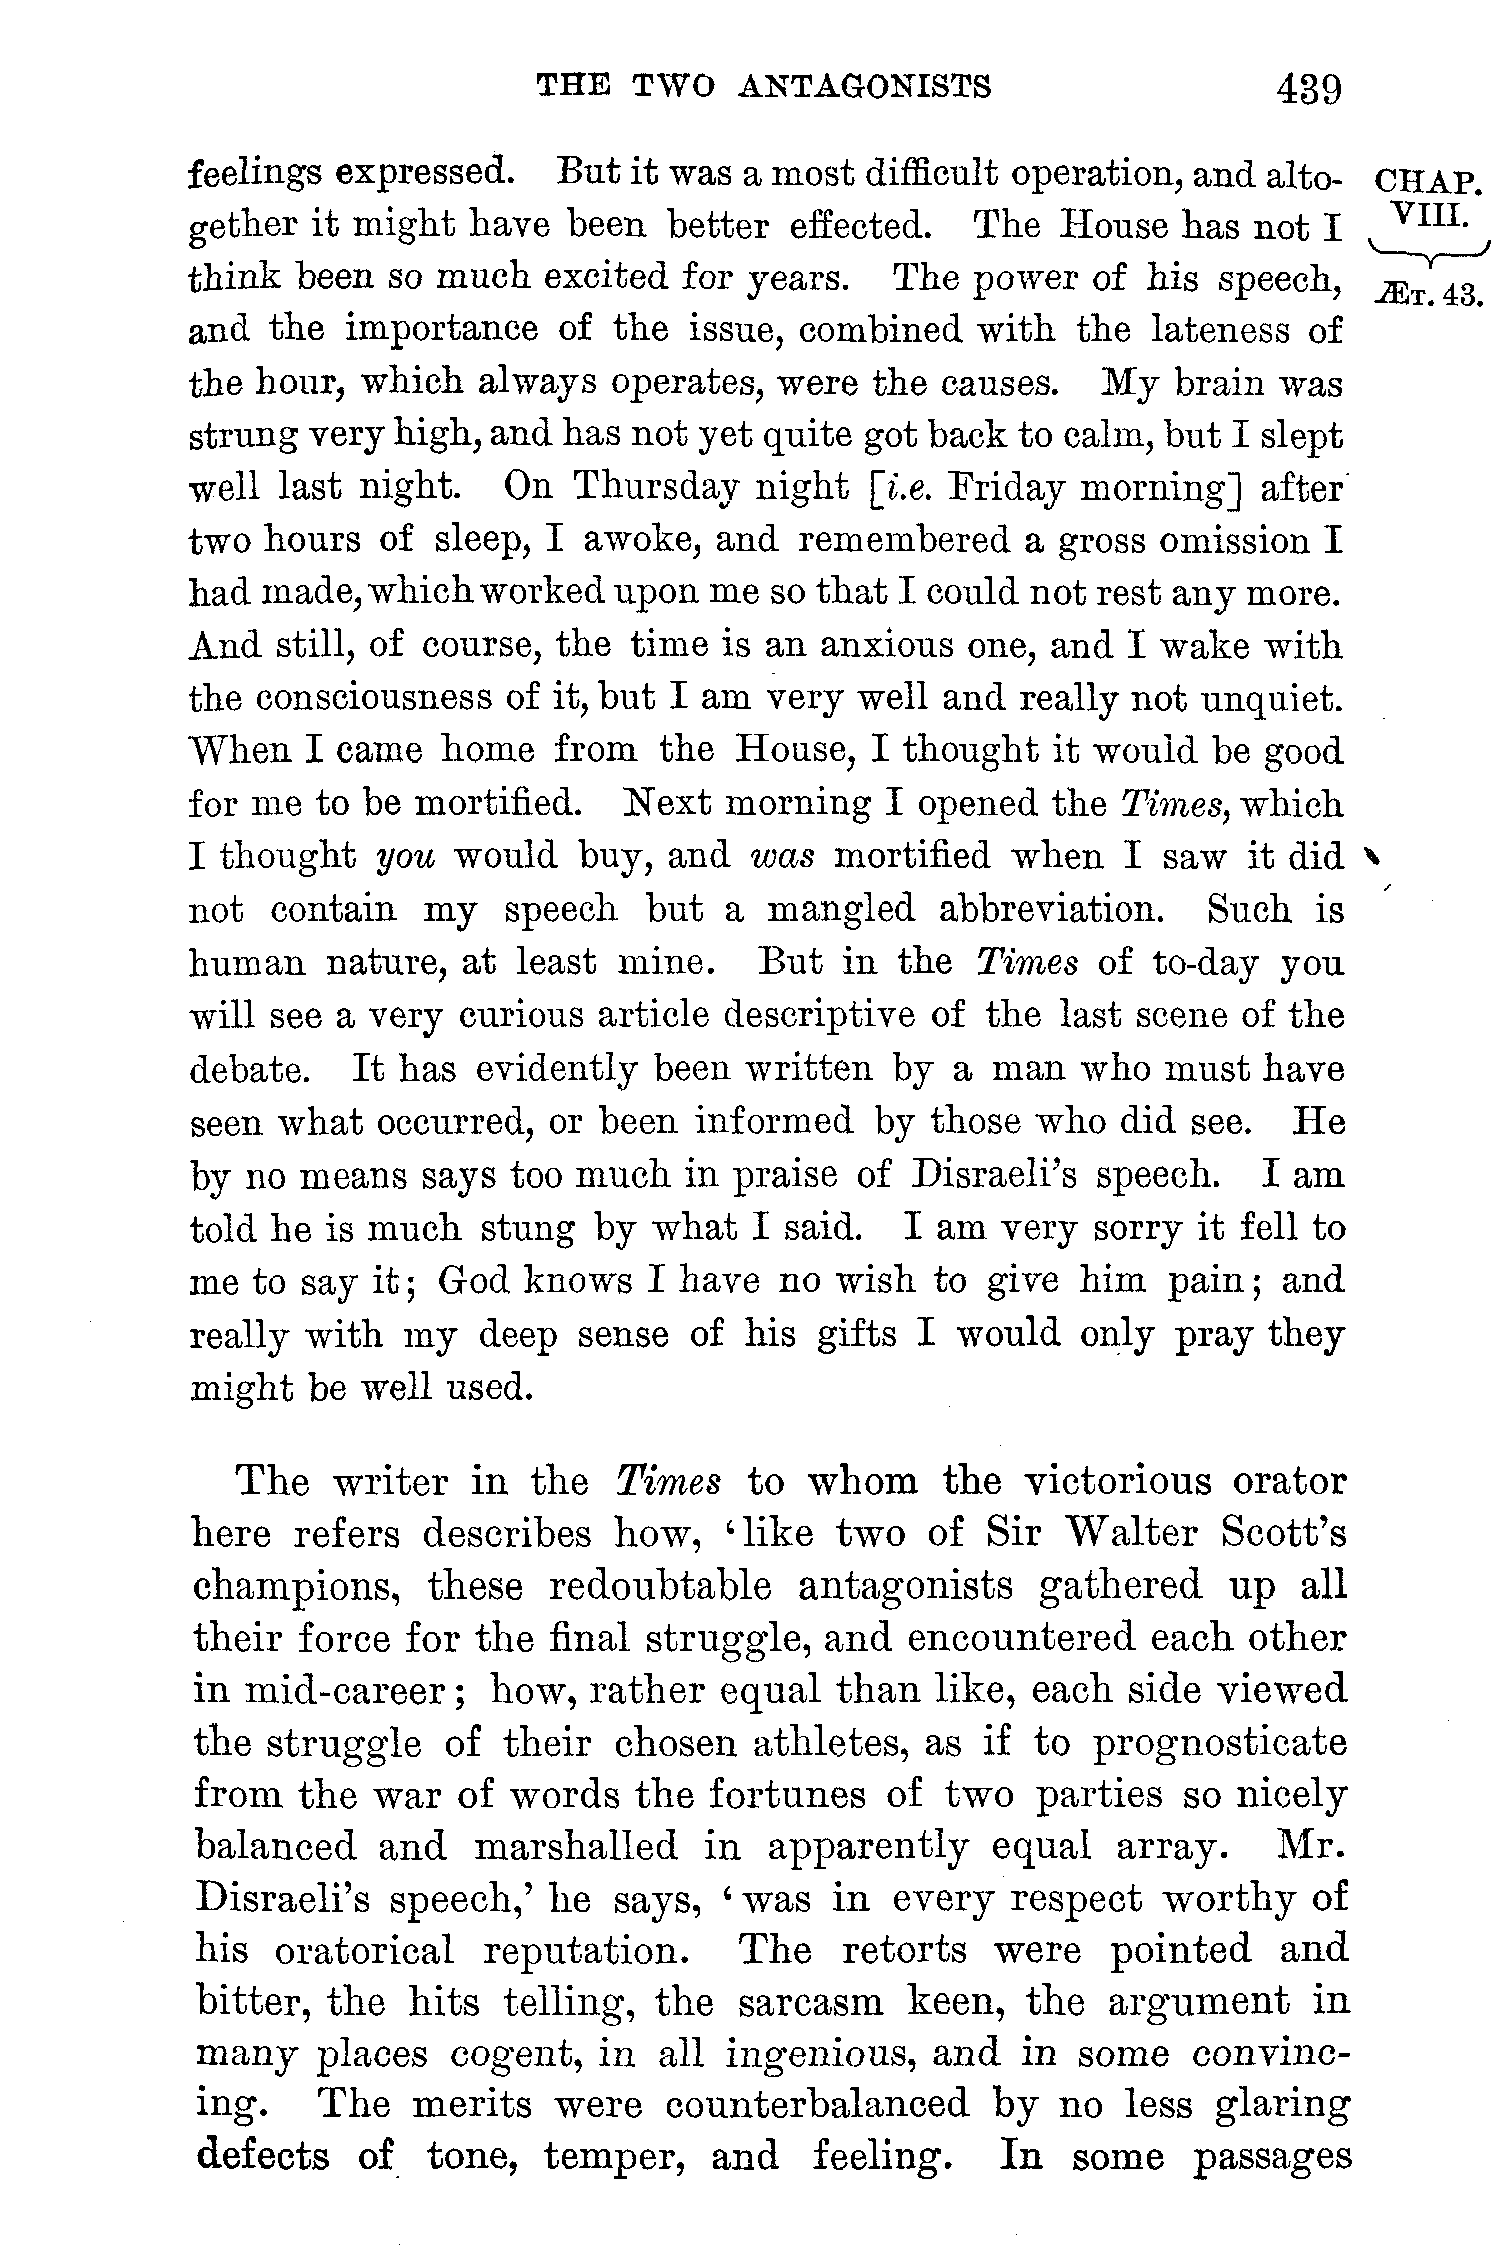 THE TWO ANTAGONISTS 439
feelings expressed. But it was a most difficult operation, and alto-
gether it might have been better effected. The House has not I
think been so much excited for years. The power of his speech,
and the importance of the issue, combined with the lateness of
the hour, which always operates, were the causes. My brain was
strung very high, and has not yet quite got back to calm, but I slept
well last night. On Thursday night [i.e. Friday morning] after
two hours of sleep, I awoke, and remembered a gross omission I
had made, which worked upon me so that I could not rest any more.
And still, of course, the time is an anxious one, and I wake with
the consciousness of it, but I am very well and really not unquiet.
When I came home from the House, I thought it would be good
for me to be mortified. Next morning I opened the Times, which
I thought you would buy, and was mortified when I saw it did
not contain my speech but a mangled abbreviation. Such is
human nature, at least mine. But in the Times of to-day you
will see a very curious article descriptive of the last scene of the
debate. It has evidently been written by a man who must have
seen what occurred, or been informed by those who did see. He
by no means says too much in praise of Disraeli's speech. I am
told he is much stung by what I said. I am very sorry it fell to
me to say it; God knows I have no wish to give him pain; and
really with my deep sense of his gifts I would only pray they
might be well used.
The writer in the Times to whom the victorious orator
here refers describes how, ‘like two of Sir Walter Scott's
champions, these redoubtable antagonists gathered up all
their force for the final struggle, and encountered each other
in mid-career; how, rather equal than like, each side viewed
the struggle of their chosen athletes, as if to prognosticate
from the war of words the fortunes of two parties so nicely
balanced and marshalled in apparently equal array. Mr.
Disraeli's speech,’ he says, ‘was in every respect worthy of
his oratorical reputation. The retorts were pointed and
bitter, the hits telling, the sarcasm keen, the argument in
many places cogent, in all ingenious, and in some convinc-
ing. The merits were counterbalanced by no less glaring
defects of tone, temper, and feeling. In some passages
CHAP.
VIII.
ÆT. 43.